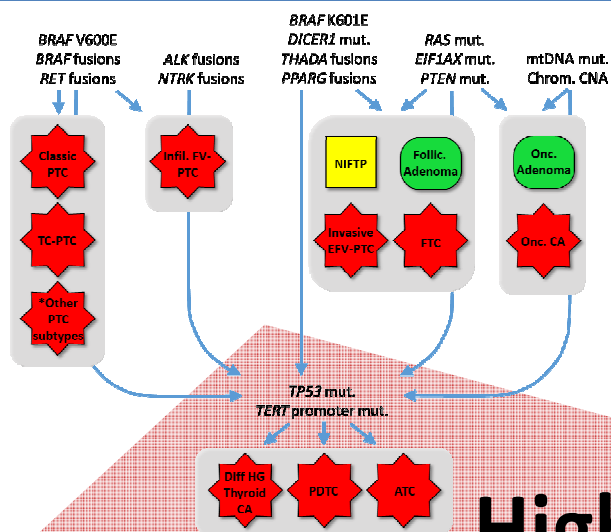 BRAF V600E
BRAF fusions
RET fusions
ALK fusions
NTRK fusions
BRAF K601E
DICER1 mut.
THADA fusions
PPARG fusions
RAS mut.
EIF1AX mut.
PTEN mut.
mtDNA mut.
Chrom. CNA
Classic
PTC
Infil. FV-
PTC
NIFTP
Follic.
Adenoma
Onc.
Adenoma
TC-PTC
Invasive
EFV-PTC
FTC
Onc. CA
*Other
PTC
subtypes
TP53 mut.
TERT promoter mut.
Diff HG
Thyroid
CA
PDTC
ATC
High